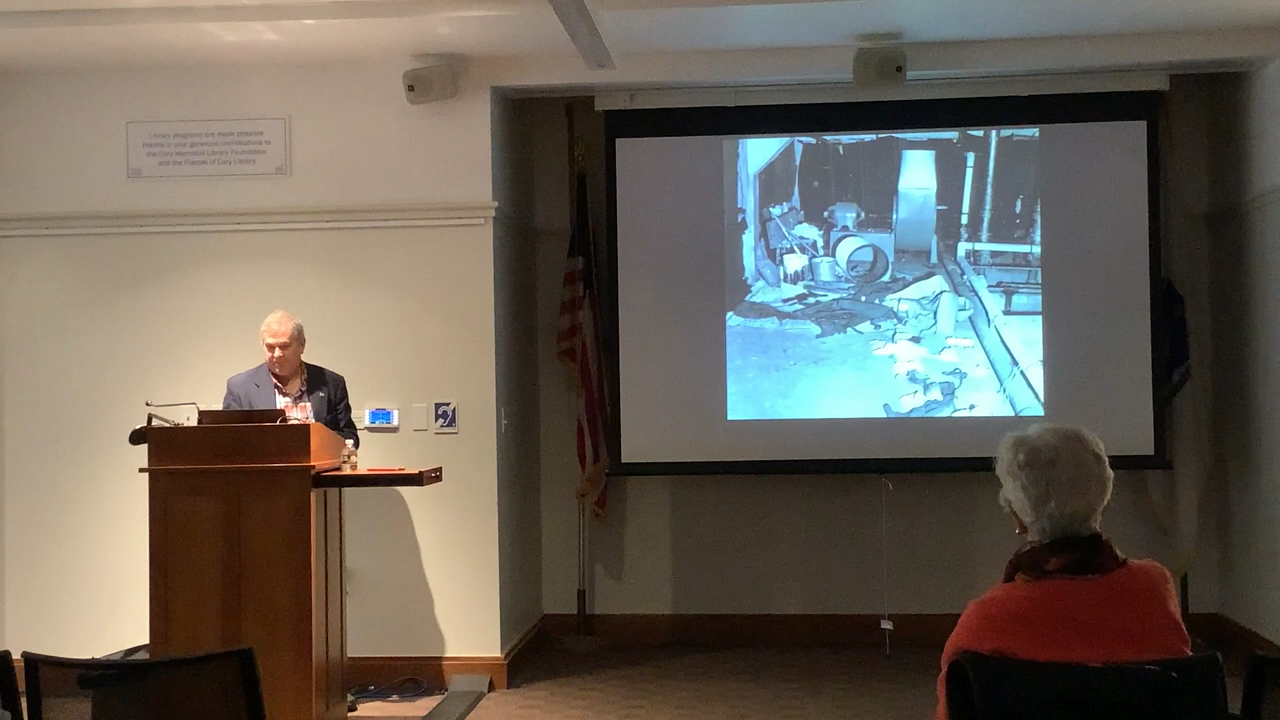 Library programs are made possible
thanks to your generous contributions to
the Cary Memorial Library Foundation
and the Friends of Cary Library